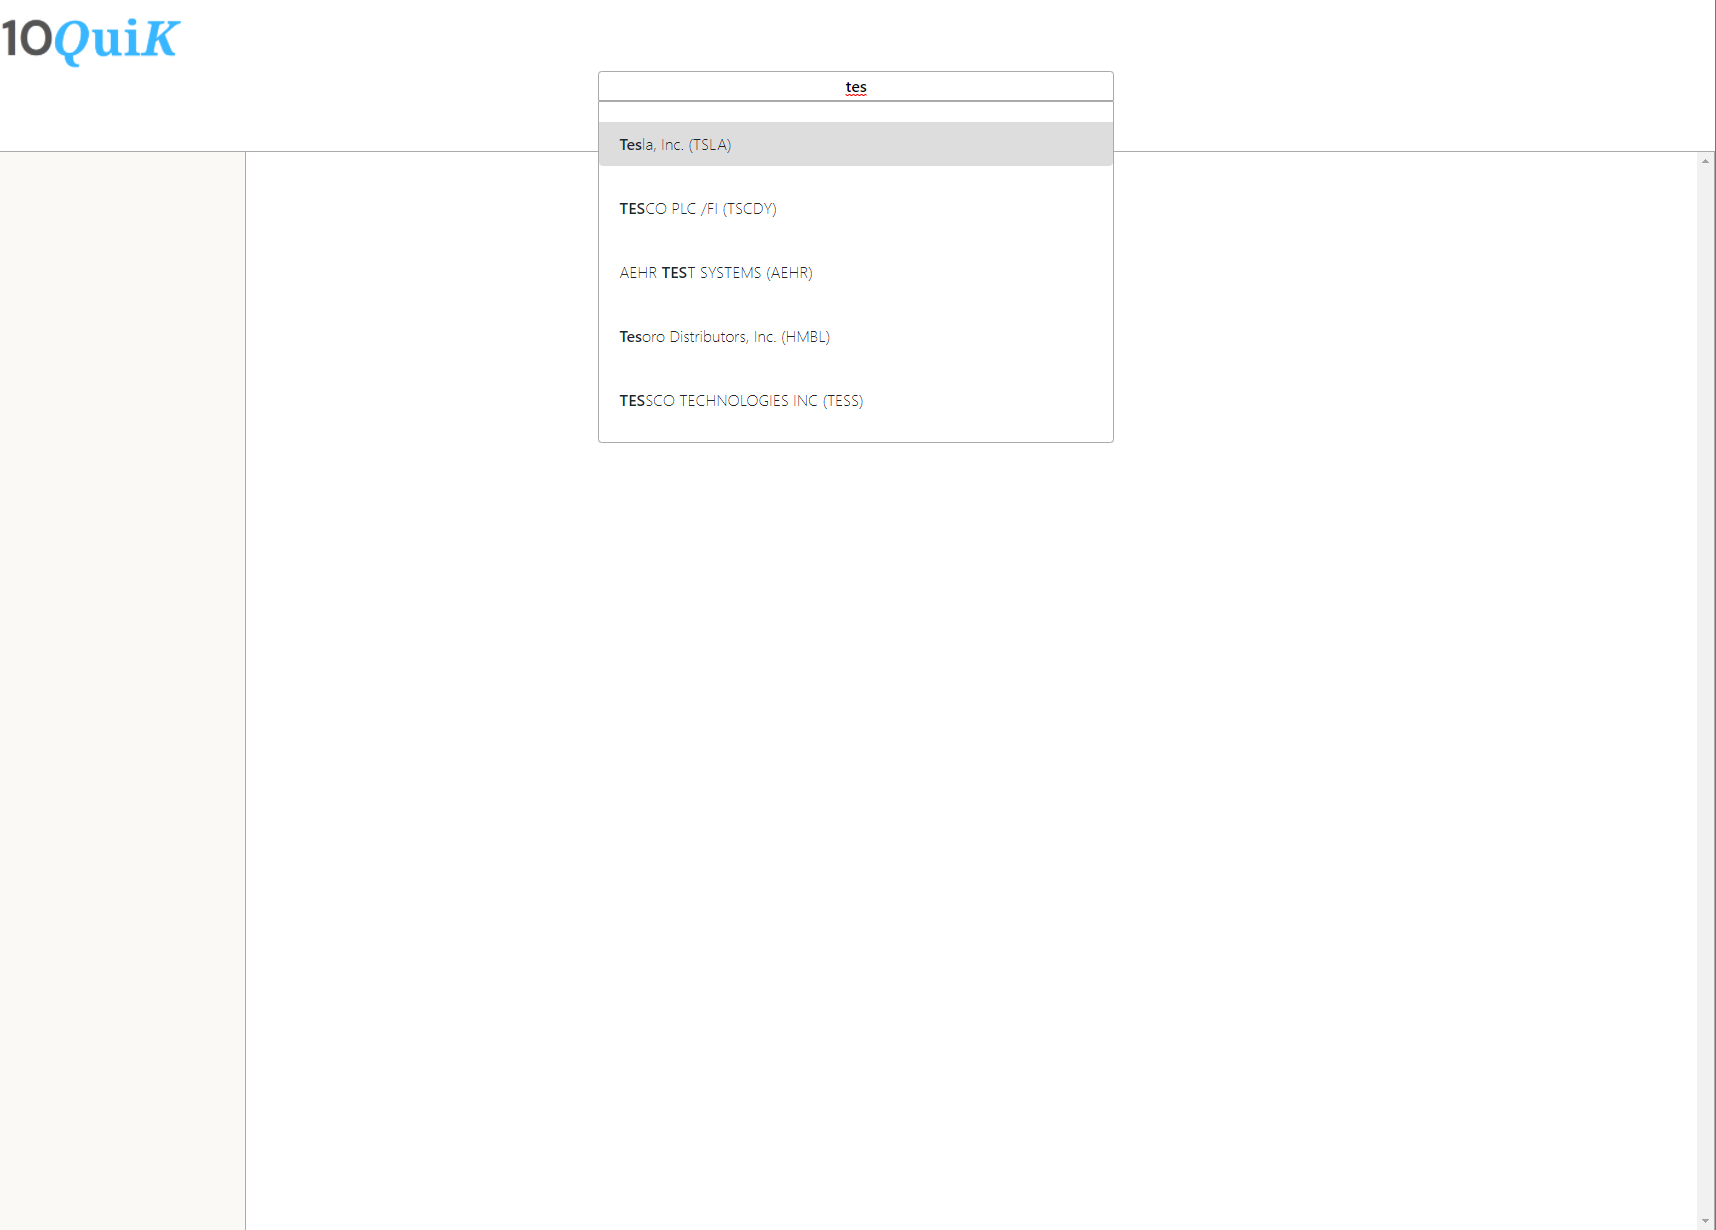 10QuiK
tes
Tesla, Inc. (TSLA)
TESCO PLC /FI (TSCDY)
AEHR TEST SYSTEMS (AEHR)
Tesoro Distributors, Inc. (HMBL)
TESSCO TECHNOLOGIES INC (TESS)